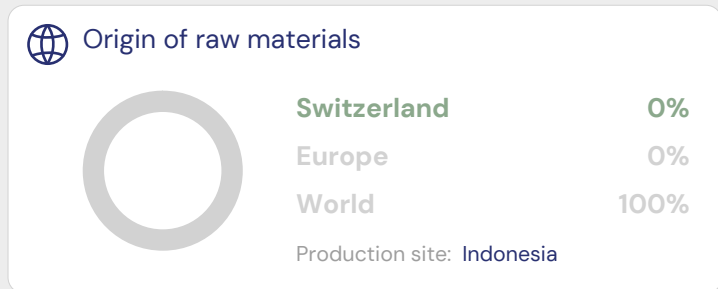 Origin of raw materials
Switzerland 0%
Europe 0%
World 100%
Production site: Indonesia